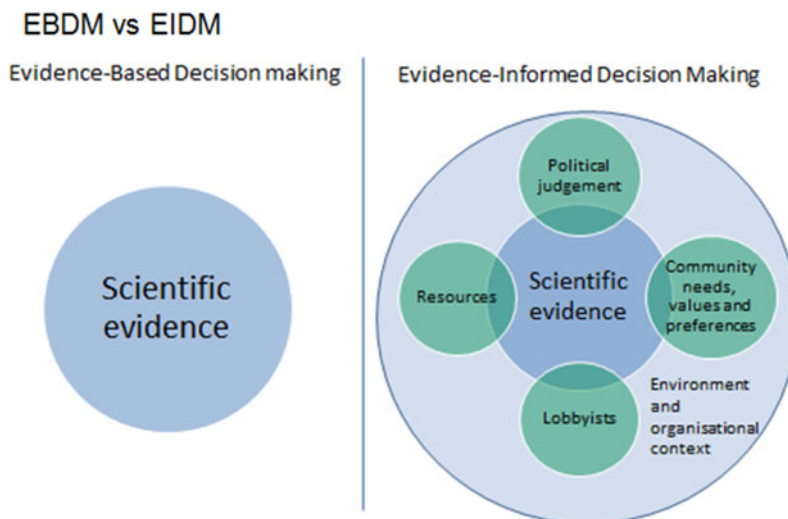 EBDM vs EIDM
Evidence-Based Decision making
Scientific
evidence
Evidence-Informed Decision Making
Political
judgement
Resources
Scientific
evidence
Community
needs,
values and
preferences
Lobbyists
Environment
and
organisational
context